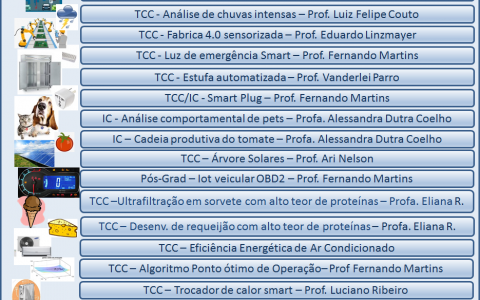 TCC - Análise de chuvas intensas – Prof. Luiz Felipe Couto
TCC - Fabrica 4.0 sensorizada – Prof. Eduardo Linzmayer
TCC - Luz de emergência Smart – Prof. Fernando Martins
TCC - Estufa automatizada – Prof. Vanderlei Parro
TCC/IC - Smart Plug – Prof. Fernando Martins
IC - Análise comportamental de pets – Profa. Alessandra Dutra Coelho
IC – Cadeia produtiva do tomate – Profa. Alessandra Dutra Coelho
TCC – Árvore Solares – Prof. Ari Nelson
Pós-Grad – Iot veicular OBD2 – Prof. Fernando Martins
TCC –Ultrafiltração em sorvete com alto teor de proteínas – Profa. Eliana R.
TCC – Desenv. de requeijão com alto teor de proteínas – Profa. Eliana R.
TCC – Eficiência Energética de Ar Condicionado
TCC – Algoritmo Ponto ótimo de Operação– Prof Fernando Martins
TCC – Trocador de calor smart – Prof. Luciano Ribeiro